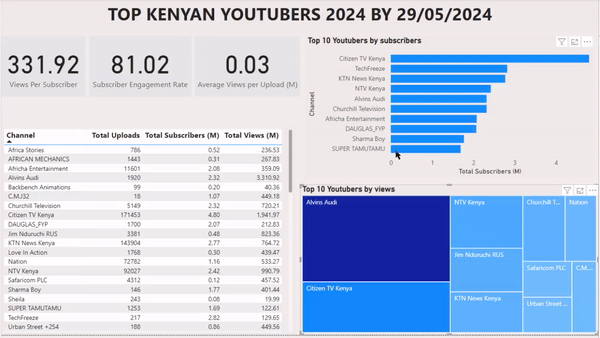 TOP KENYAN YOUTUBERS 2024 BY 29/05/2024
331.92
Views Per Subscriber
81.02
Subscriber Engagement Rate
0.03
Average Views per Upload (M)
Channel Total Uploads Total Subscribers (M) Total Views (M)
Africa Stories 786 0.52 236.53
AFRICAN MECHANICS 1443 0.31 267.83
Africha Entertainment 11601 2.08 359.09
Alvins Audi 1920 2.32 3,310.92
Backbench Animations 99 0.20 40.36
C.M.J32 18 1.07 449.18
Churchill Television 5149 2.32 720.21
Citizen TV Kenya 171453 4.80 1,941.97
DAUGLAS_FYP 1700 2.07 212.83
Jim Nduruchi RUS 3381 0.48 823.36
KTN News Kenya 143904 2.77 764.72
Love In Action 1768 0.30 439.47
Nation 72782 1.16 533.27
NTV Kenya 92027 2.42 990.79
Safaricom PLC 4312 0.12 457.52
Sharma Boy 146 1.77 401.44
Sheila 243 0.08 19.99
SUPER TAMUTAMU 1253 1.69 122.61
TechFreeze 217 2.82 129.65
Urban Street +254 188 0.86 449.56
Top 10 Youtubers by subscribers
Channel
Citizen TV Kenya
TechFreeze
KTN News Kenya
NTV Kenya
Alvins Audi
Churchill Television
Africha Entertainment
DAUGLAS_FYP
Sharma Boy
SUPER TAMUTAMU
0 1 2 3 4
Total Subscribers (M)
Top 10 Youtubers by views
Alvins Audi
Citizen TV Kenya
NTV Kenya
Jim Nduruchi RUS
KTN News Kenya
Churchill T...
Nation
Safaricom PLC
C.M....
Urban Street ...